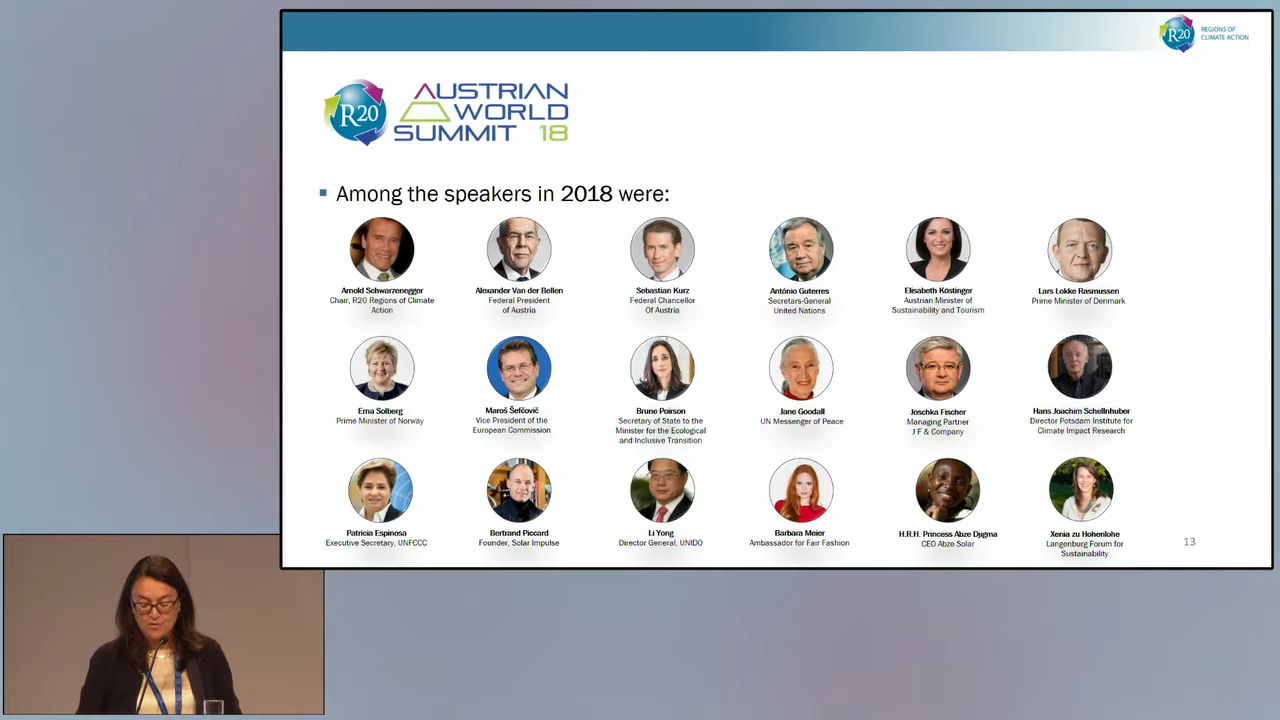 R20
REGIONS OF
CLIMATE ACTION
R20
AUSTRIAN
WORLD
SUMMIT 18
Among the speakers in 2018 were:
Arnold Schwarzenegger
Chair, R20 Regions of Climate
Action
Alexander Van der Bellen
Federal President
of Austria
Sebastian Kurz
Federal Chancellor
Of Austria
António Guterres
Secretars-General
United Nations
Elisabeth Köstinger
Austrian Minister of
Sustainability and Tourism
Lars Lokke Rasmussen
Prime Minister of Denmark
Erna Solberg
Prime Minister of Norway
Maroš Šefčovič
Vice President of the
European Commission
Brune Poirson
Secretary of State to the
Minister for the Ecological
and Inclusive Transition
Jane Goodall
UN Messenger of Peace
Joschka Fischer
Managing Partner
J F & Company
Hans Joachim Schellnhuber
Director Potsdam Institute for
Climate Impact Research
Patricia Espinosa
Executive Secretary, UNFCCC
Bertrand Piccard
Founder, Solar Impulse
Li Yong
Director General, UNIDO
Barbara Meier
Ambassador for Fair Fashion
H.R.H. Princess Abze Djigma
CEO Abze Solar
Xenia zu Hohenlohe
Langenburg Forum for
Sustainability
13